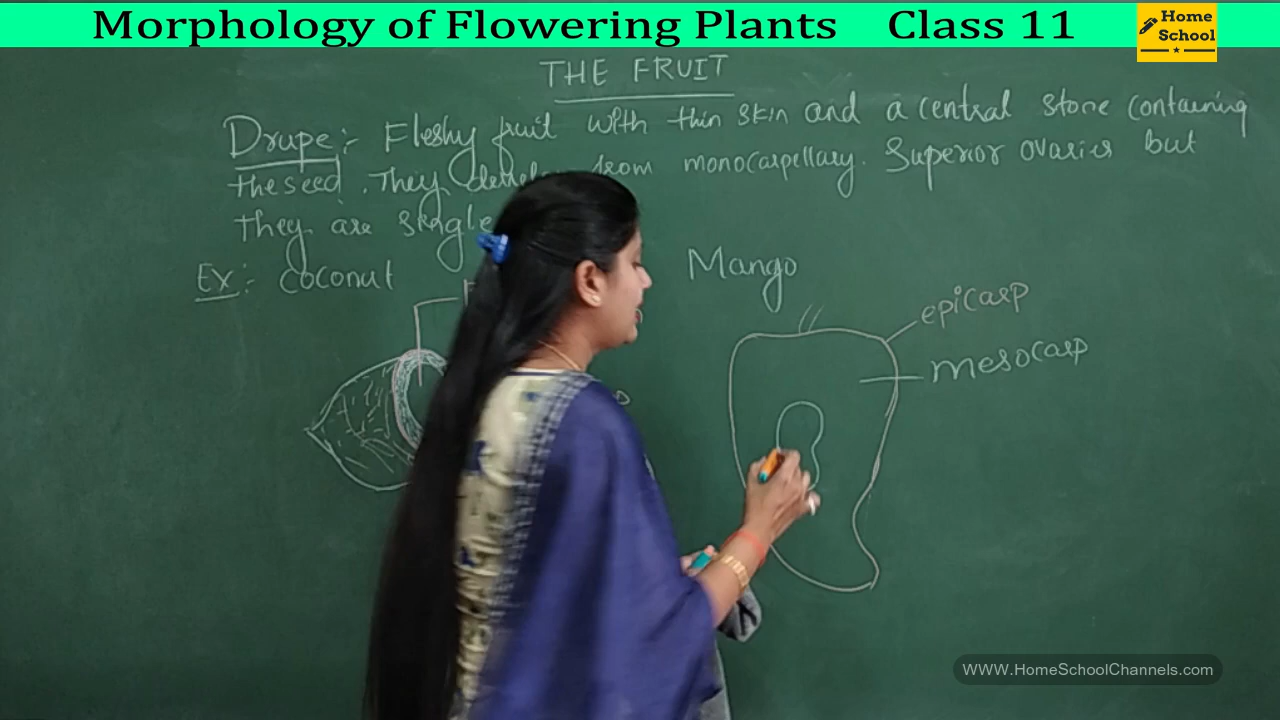 Morphology of Flowering Plants Class 11
Home
School
THE FRUIT
Drupe:- Fleshy fruit with thin skin and a central stone containing
the seed. They from monocarpellary. Superior ovaries but
They are single
Ex:- coconut
Mango
epicarp
mesocarp
WWW.HomeSchoolChannels.com